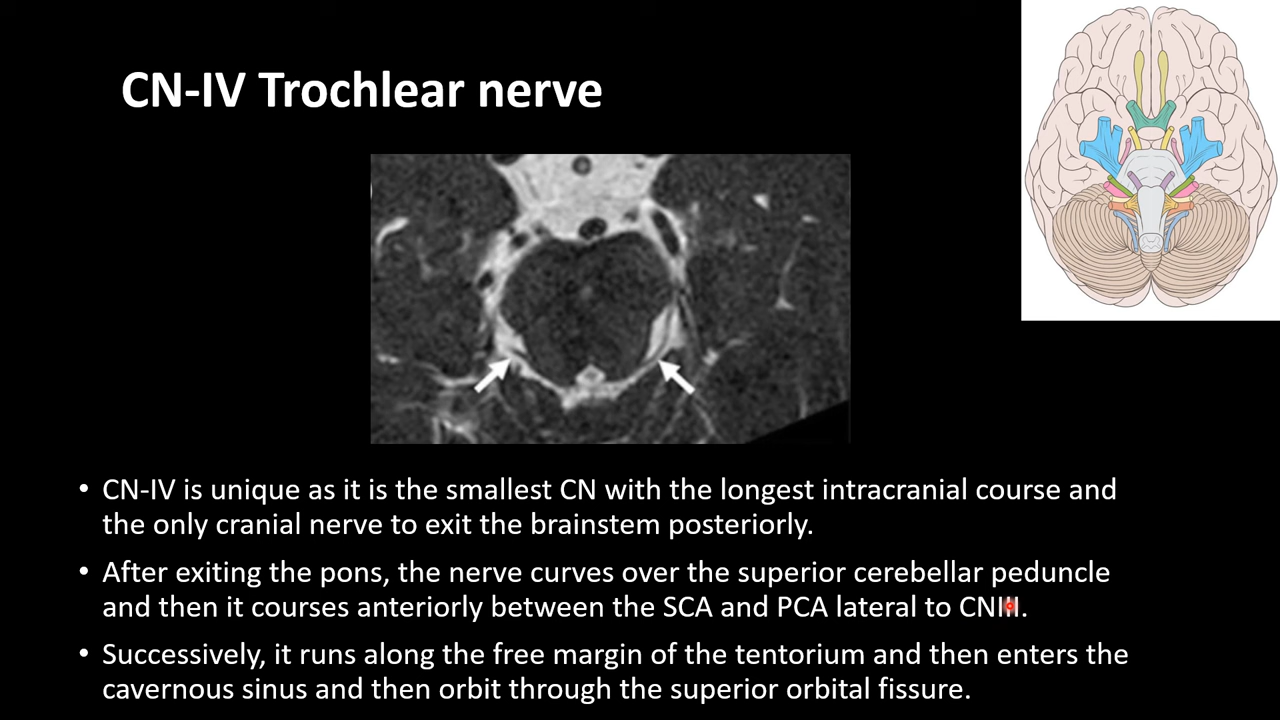 CN-IV Trochlear nerve
• CN-IV is unique as it is the smallest CN with the longest intracranial course and
the only cranial nerve to exit the brainstem posteriorly.
• After exiting the pons, the nerve curves over the superior cerebellar peduncle
and then it courses anteriorly between the SCA and PCA lateral to CNIII.
• Successively, it runs along the free margin of the tentorium and then enters the
cavernous sinus and then orbit through the superior orbital fissure.